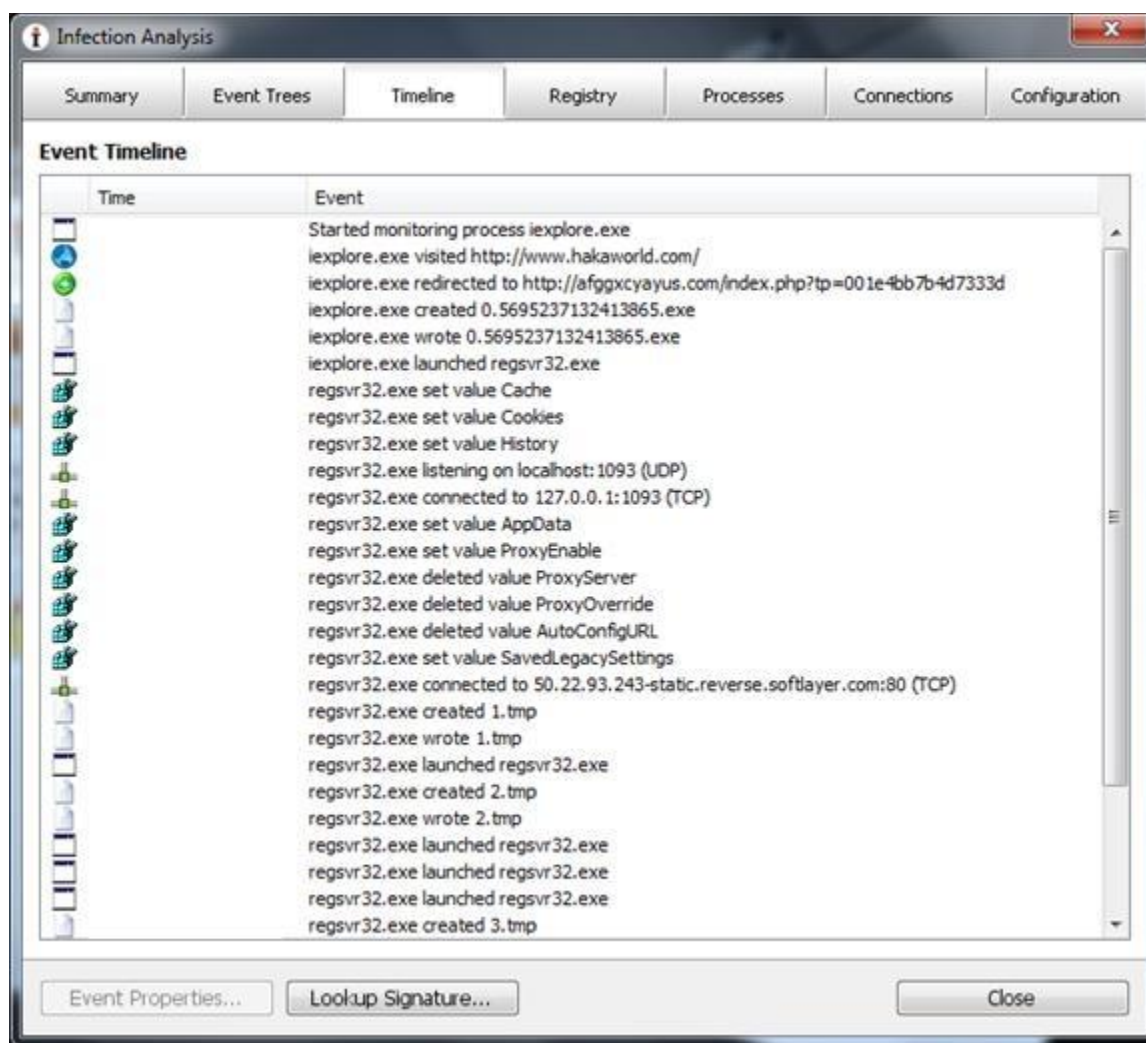 Infection Analysis
Summary Event Trees Timeline Registry Processes Connections Configuration
Event Timeline
Time Event
Started monitoring process iexplore.exe
iexplore.exe visited http://www.hakaworld.com/
iexplore.exe redirected to http://afggxcyayus.com/index.php?tp=001e4bb7b4d7333d
iexplore.exe created 0.5695237132413865.exe
iexplore.exe wrote 0.5695237132413865.exe
iexplore.exe launched regsvr32.exe
regsvr32.exe set value Cache
regsvr32.exe set value Cookies
regsvr32.exe set value History
regsvr32.exe listening on localhost:1093 (UDP)
regsvr32.exe connected to 127.0.0.1:1093 (TCP)
regsvr32.exe set value AppData
regsvr32.exe set value ProxyEnable
regsvr32.exe deleted value ProxyServer
regsvr32.exe deleted value ProxyOverride
regsvr32.exe deleted value AutoConfigURL
regsvr32.exe set value SavedLegacySettings
regsvr32.exe connected to 50.22.93.243-static.reverse.softlayer.com:80 (TCP)
regsvr32.exe created 1.tmp
regsvr32.exe wrote 1.tmp
regsvr32.exe launched regsvr32.exe
regsvr32.exe created 2.tmp
regsvr32.exe wrote 2.tmp
regsvr32.exe launched regsvr32.exe
regsvr32.exe launched regsvr32.exe
regsvr32.exe launched regsvr32.exe
regsvr32.exe created 3.tmp
Event Properties... Lookup Signature... Close